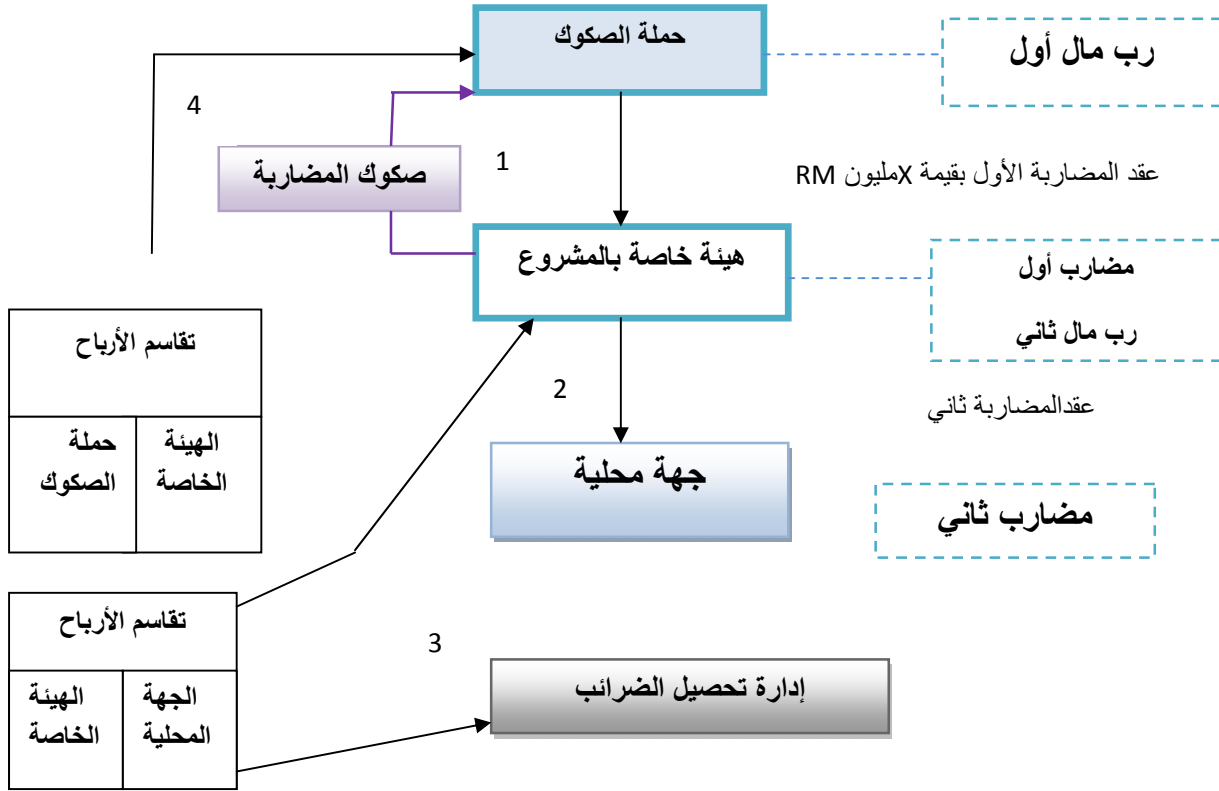 حملة الصكوك
رب مال أول
4
صكوك المضاربة
1
عقد المضاربة الأول بقيمة Xمليون RM
هيئة خاصة بالمشروع
مضارب أول
رب مال ثاني
تقاسم الأرباح
الهيئة
الخاصة
حملة
الصكوك
2
عقدالمضاربة ثاني
جهة محلية
مضارب ثاني
تقاسم الأرباح
الجهة
المحلية
الهيئة
الخاصة
3
إدارة تحصيل الضرائب